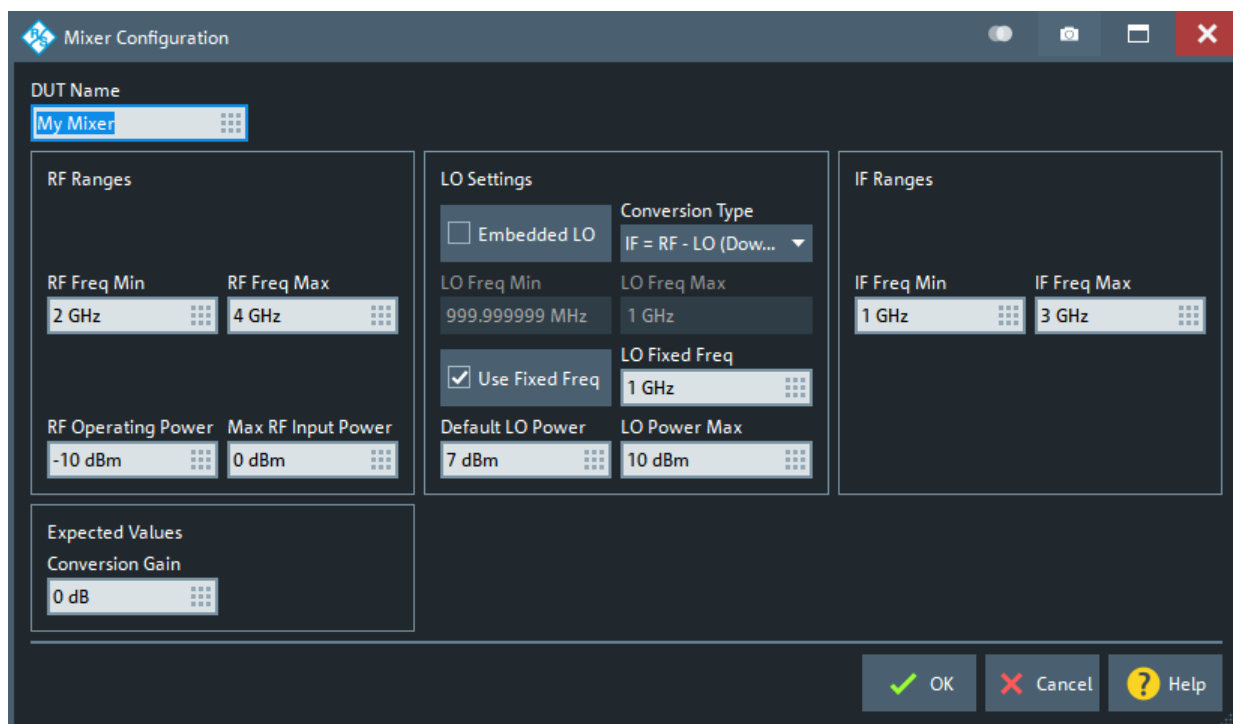 R&S Mixer Configuration
DUT Name
My Mixer
RF Ranges
RF Freq Min RF Freq Max
2 GHz 4 GHz
RF Operating Power Max RF Input Power
-10 dBm 0 dBm
LO Settings
Embedded LO
Conversion Type
IF = RF - LO (Dow...
LO Freq Min LO Freq Max
999.999999 MHz 1 GHz
Use Fixed Freq
LO Fixed Freq
1 GHz
Default LO Power LO Power Max
7 dBm 10 dBm
IF Ranges
IF Freq Min IF Freq Max
1 GHz 3 GHz
Expected Values
Conversion Gain
0 dB
OK Cancel ? Help